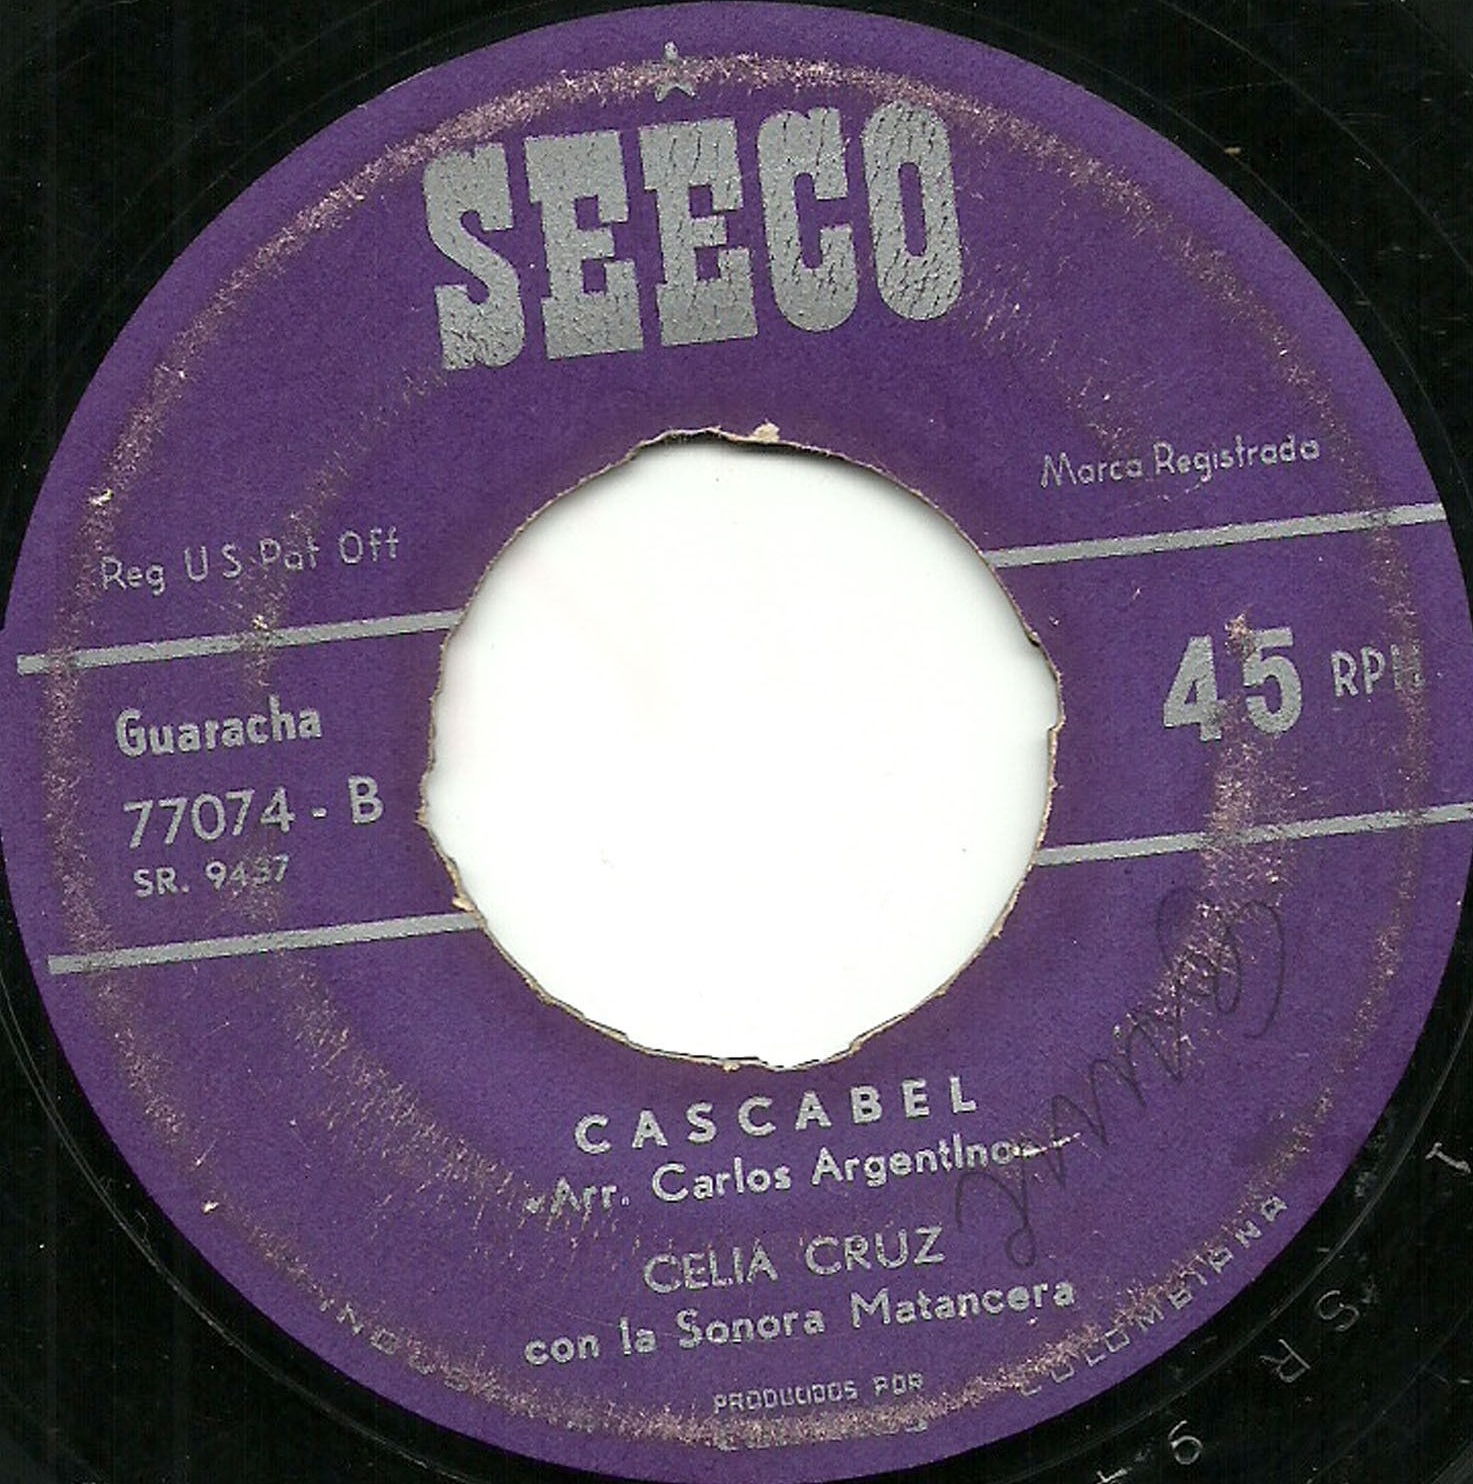 SEECO
Marca Registrada
Reg U S Pat Off
45 RPM
Guaracha
77074 - B
SR. 9437
CASCABEL
Arr. Carlos Argentino
CELIA CRUZ
con la Sonora Matancera
PRODUCIDOS POR
COLOMBIANA